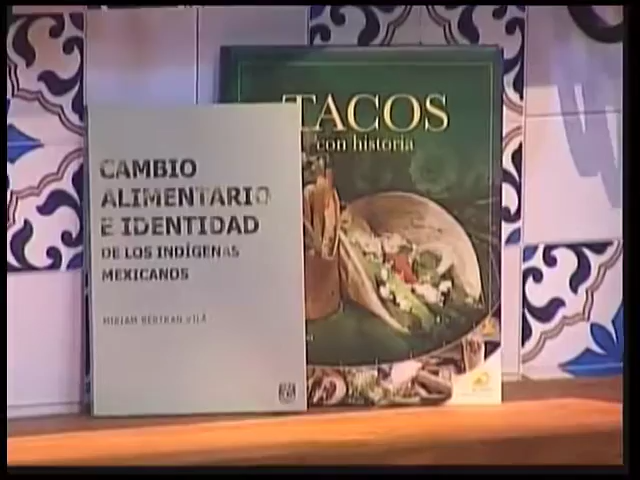 TACOS
con historia
CAMBIO
ALIMENTARIO
E IDENTIDAD
DE LOS INDÍGENAS
MEXICANOS
MIRIAM BERTRAN VILÀ